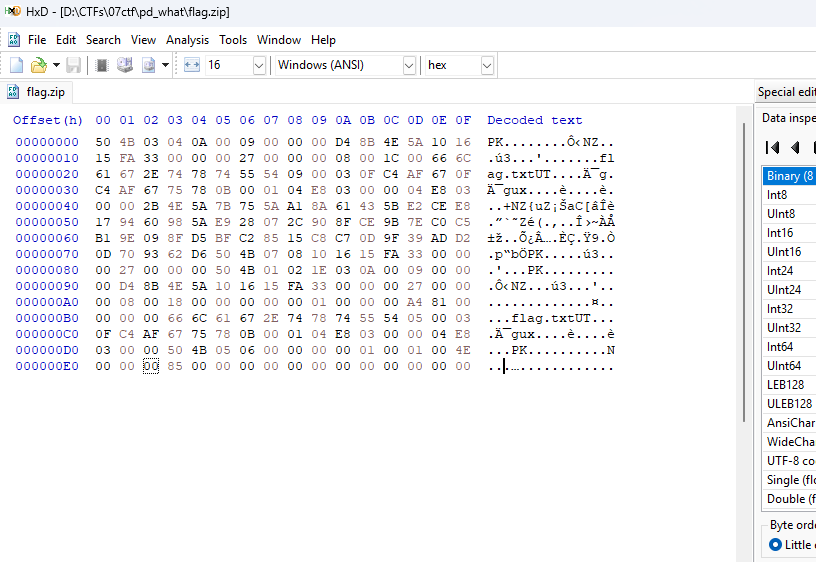 HxD - [D:\CTFs\07ctf\pd_what\flag.zip]
File Edit Search View Analysis Tools Window Help
16 Windows (ANSI) hex
flag.zip
Special edit
Offset(h) 00 01 02 03 04 05 06 07 08 09 0A 0B 0C 0D 0E 0F Decoded text
00000000 50 4B 03 04 0A 00 09 00 00 00 D4 8B 4E 5A 10 16 PK........Ô‹NZ..
00000010 15 FA 33 00 00 00 27 00 00 00 08 00 1C 00 66 6C .ú3...'.......fl
00000020 61 67 2E 74 78 74 55 54 09 00 03 0F C4 AF 67 0F ag.txtUT....Ä¯g.
00000030 C4 AF 67 75 78 0B 00 01 04 E8 03 00 00 04 E8 03 Ä¯gux....è....è.
00000040 00 00 2B 4E 5A 7B 75 5A A1 8A 61 43 5B E2 CE E8 ..+NZ{uZ¡ŠaC[âÎè
00000050 17 94 60 98 5A E9 28 07 2C 90 8F CE 9B 7E C0 C5 .”`˜Zé(.,..Î›~ÀÅ
00000060 B1 9E 09 8F D5 BF C2 85 15 C8 C7 0D 9F 39 AD D2 ±ž..Õ¿Â….ÈÇ.Ÿ9.Ò
00000070 0D 70 93 62 D6 50 4B 07 08 10 16 15 FA 33 00 00 .p“bÖPK.....ú3..
00000080 00 27 00 00 00 50 4B 01 02 1E 03 0A 00 09 00 00 .'...PK.........
00000090 00 D4 8B 4E 5A 10 16 15 FA 33 00 00 00 27 00 00 .Ô‹NZ...ú3...'..
000000A0 00 08 00 18 00 00 00 00 00 01 00 00 00 A4 81 00 .............¤..
000000B0 00 00 00 66 6C 61 67 2E 74 78 74 55 54 05 00 03 ...flag.txtUT...
000000C0 0F C4 AF 67 75 78 0B 00 01 04 E8 03 00 00 04 E8 .Ä¯gux....è....è
000000D0 03 00 00 50 4B 05 06 00 00 00 00 01 00 01 00 4E ...PK..........N
000000E0 00 00 00 85 00 00 00 00 00 00 00 00 00 00 00 00 ...…............
Data inspe
Binary (8
Int8
UInt8
Int16
UInt16
Int24
UInt24
Int32
UInt32
Int64
UInt64
LEB128
ULEB128
AnsiChar
WideCha
UTF-8 co
Single (flo
Double (f
Byte orde
Little e